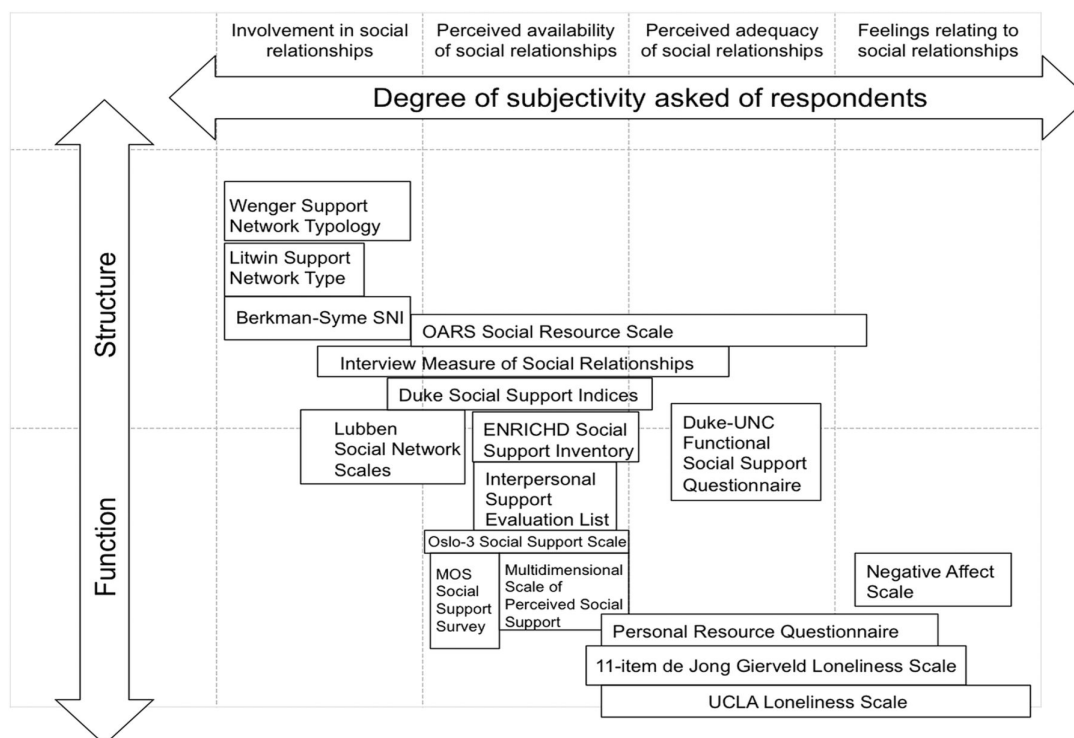 Involvement in social
relationships
Perceived availability
of social relationships
Perceived adequacy
of social relationships
Feelings relating to
social relationships
Degree of subjectivity asked of respondents
Structure
Function
Wenger Support
Network Typology
Litwin Support
Network Type
Berkman-Syme SNI
OARS Social Resource Scale
Interview Measure of Social Relationships
Duke Social Support Indices
Lubben
Social Network
Scales
ENRICHD Social
Support Inventory
Duke-UNC
Functional
Social Support
Questionnaire
Interpersonal
Support
Evaluation List
Oslo-3 Social Support Scale
MOS
Social
Support
Survey
Multidimensional
Scale of
Perceived Social
Support
Negative Affect
Scale
Personal Resource Questionnaire
11-item de Jong Gierveld Loneliness Scale
UCLA Loneliness Scale